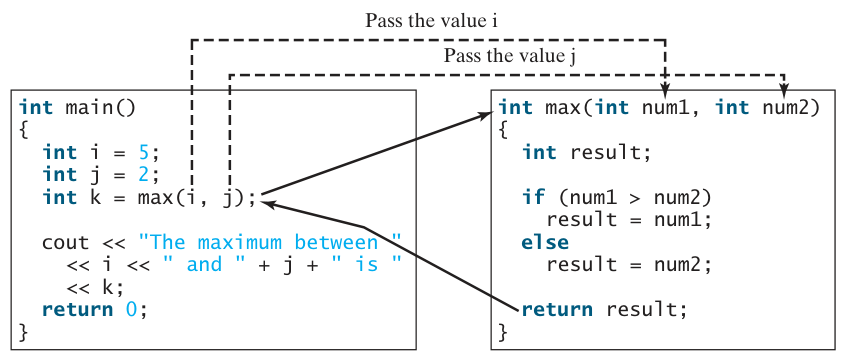 Pass the value i
Pass the value j
int main()
{
  int i = 5;
  int j = 2;
  int k = max(i, j);

  cout << "The maximum between "
    << i << " and " + j + " is "
    << k;
  return 0;
}
int max(int num1, int num2)
{
  int result;

  if (num1 > num2)
    result = num1;
  else
    result = num2;

  return result;
}